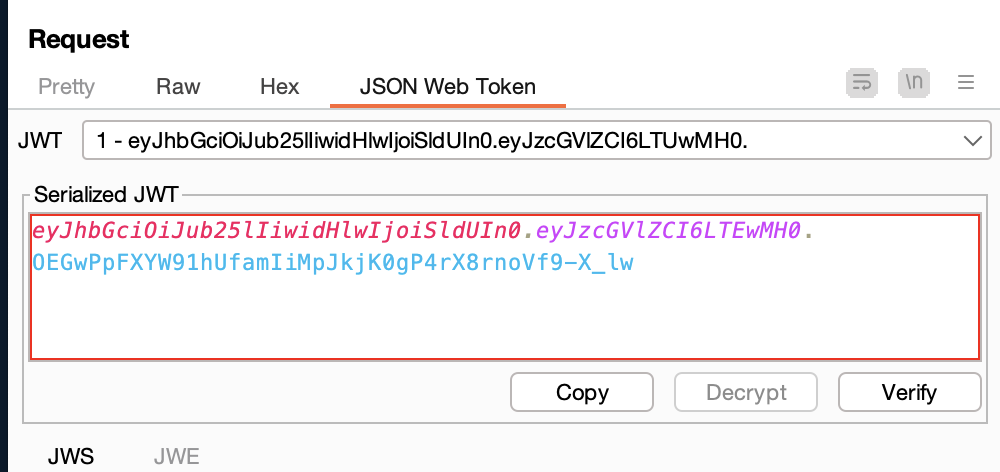 Request
Pretty Raw Hex JSON Web Token \n
JWT 1 - eyJhbGciOiJub25lIiwidHlwIjoiSldUIn0.eyJzcGVlZCI6LTUwMH0.
Serialized JWT
eyJhbGciOiJub25lIiwidHlwIjoiSldUIn0.eyJzcGVlZCI6LTEwMH0.
OEGwPpFXYW91hUfamIiMpJkjK0gP4rX8rnoVf9-X_lw
Copy Decrypt Verify
JWS JWE